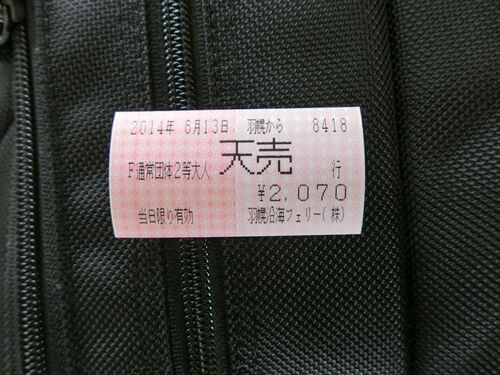 2014年 6月13日 羽幌から 8418
F通常団体2等大人 天売 行
¥2,070
当日限り有効 羽幌沿海フェリー(株)